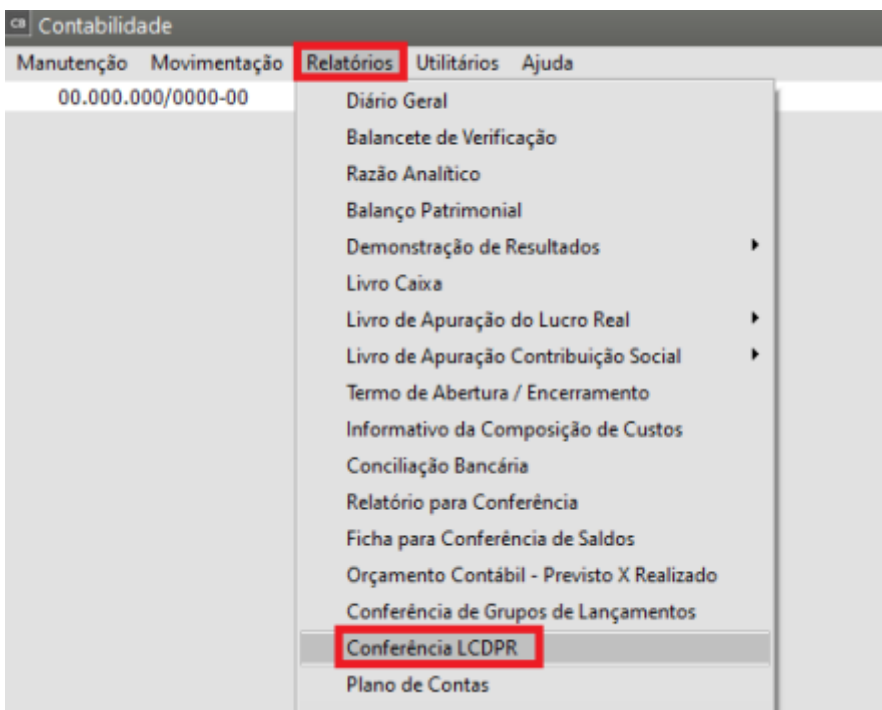 CB Contabilidade
Manutenção Movimentação Relatórios Utilitários Ajuda
00.000.000/0000-00
Diário Geral
Balancete de Verificação
Razão Analítico
Balanço Patrimonial
Demonstração de Resultados
Livro Caixa
Livro de Apuração do Lucro Real
Livro de Apuração Contribuição Social
Termo de Abertura / Encerramento
Informativo da Composição de Custos
Conciliação Bancária
Relatório para Conferência
Ficha para Conferência de Saldos
Orçamento Contábil - Previsto X Realizado
Conferência de Grupos de Lançamentos
Conferência LCDPR
Plano de Contas